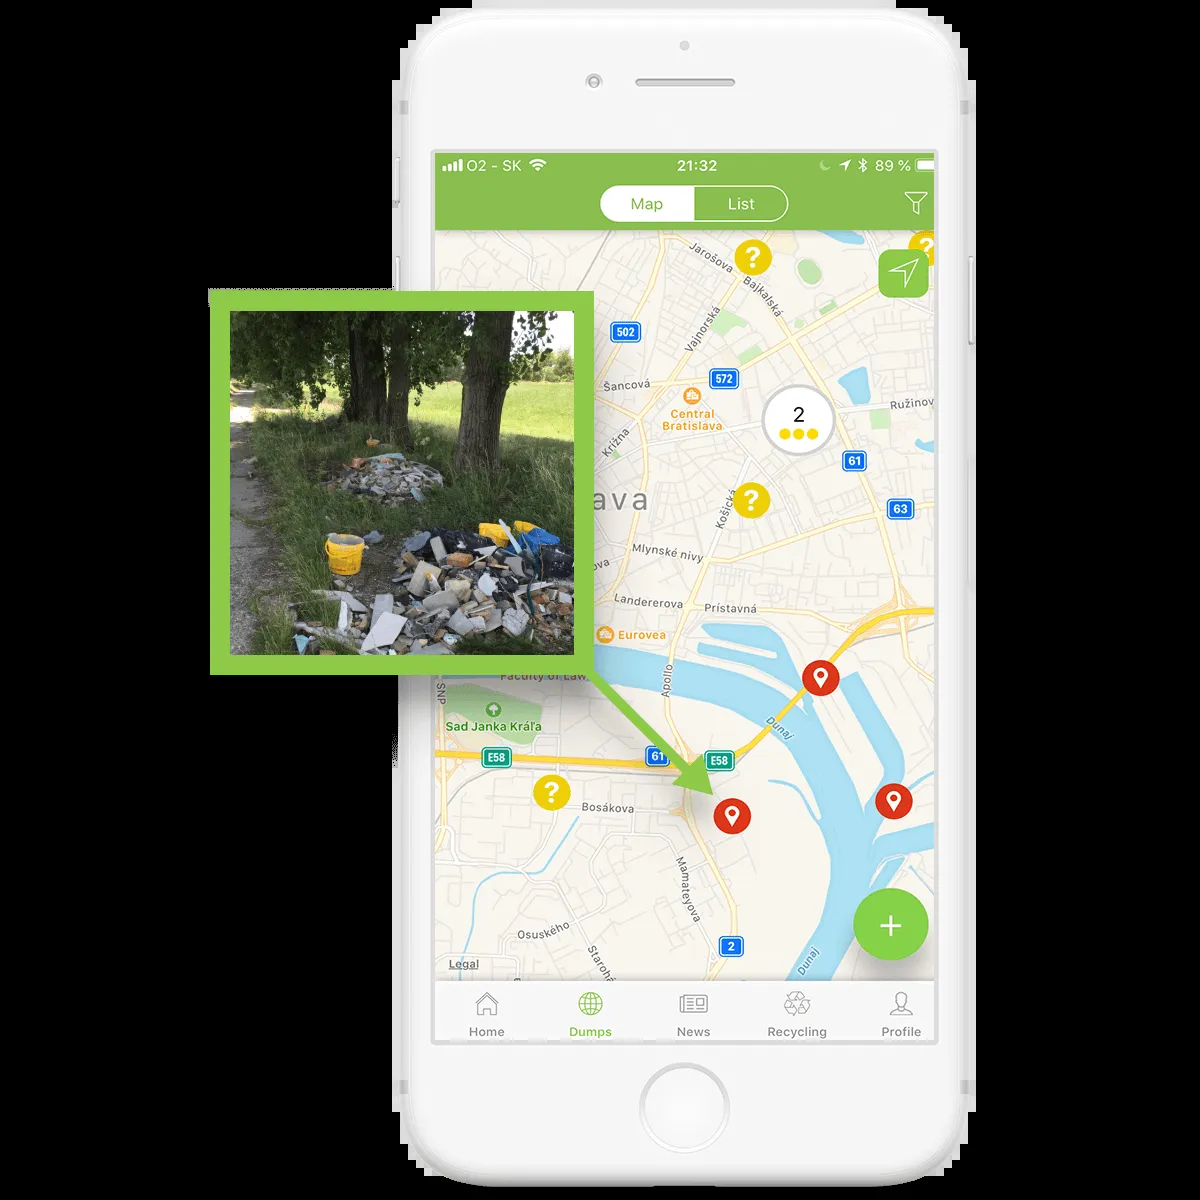 O2 - SK
21:32
89 %
Map
List
Jarošova
?
?
Bajkalská
Vajnorská
502
Šancová
572
Central
Bratislava
2
Ružinov
Krížna
61
ava
Košická
?
63
Mlynské nivy
Landererova
Prístavná
Eurovea
Faculty of Law
Apollo
SNP
Sad Janka Kráľa
Dunaj
E58
61
E58
?
Bosákova
Mamateyova
+
Osuského
Staroha
2
Dunaj
Legal
Home
Dumps
News
Recycling
Profile